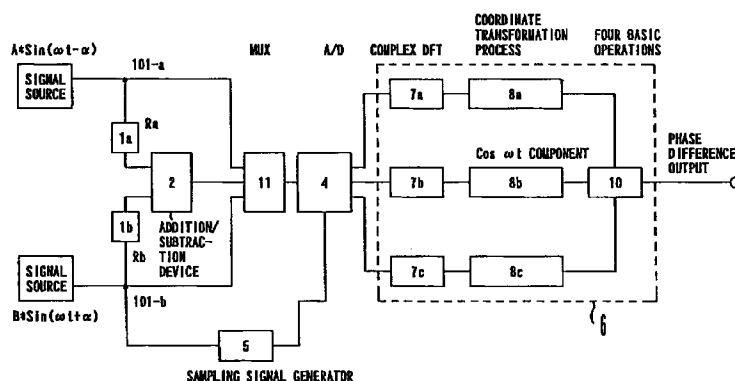 COORDINATE
TRANSFORMATION
PROCESS
FOUR BASIC
OPERATIONS
A*Sin(ωt-α)
101-a
MUX
A/D
COMPLEX DFT
SIGNAL
SOURCE
1a
Ra
7a
8a
2
11
4
7b
Cos ωt COMPONENT
8b
10
PHASE
DIFFERENCE
OUTPUT
1b
Rb
ADDITION/
SUBTRAC-
TION
DEVICE
SIGNAL
SOURCE
B*Sin(ωt+α)
101-b
7c
8c
5
6
SAMPLING SIGNAL GENERATOR